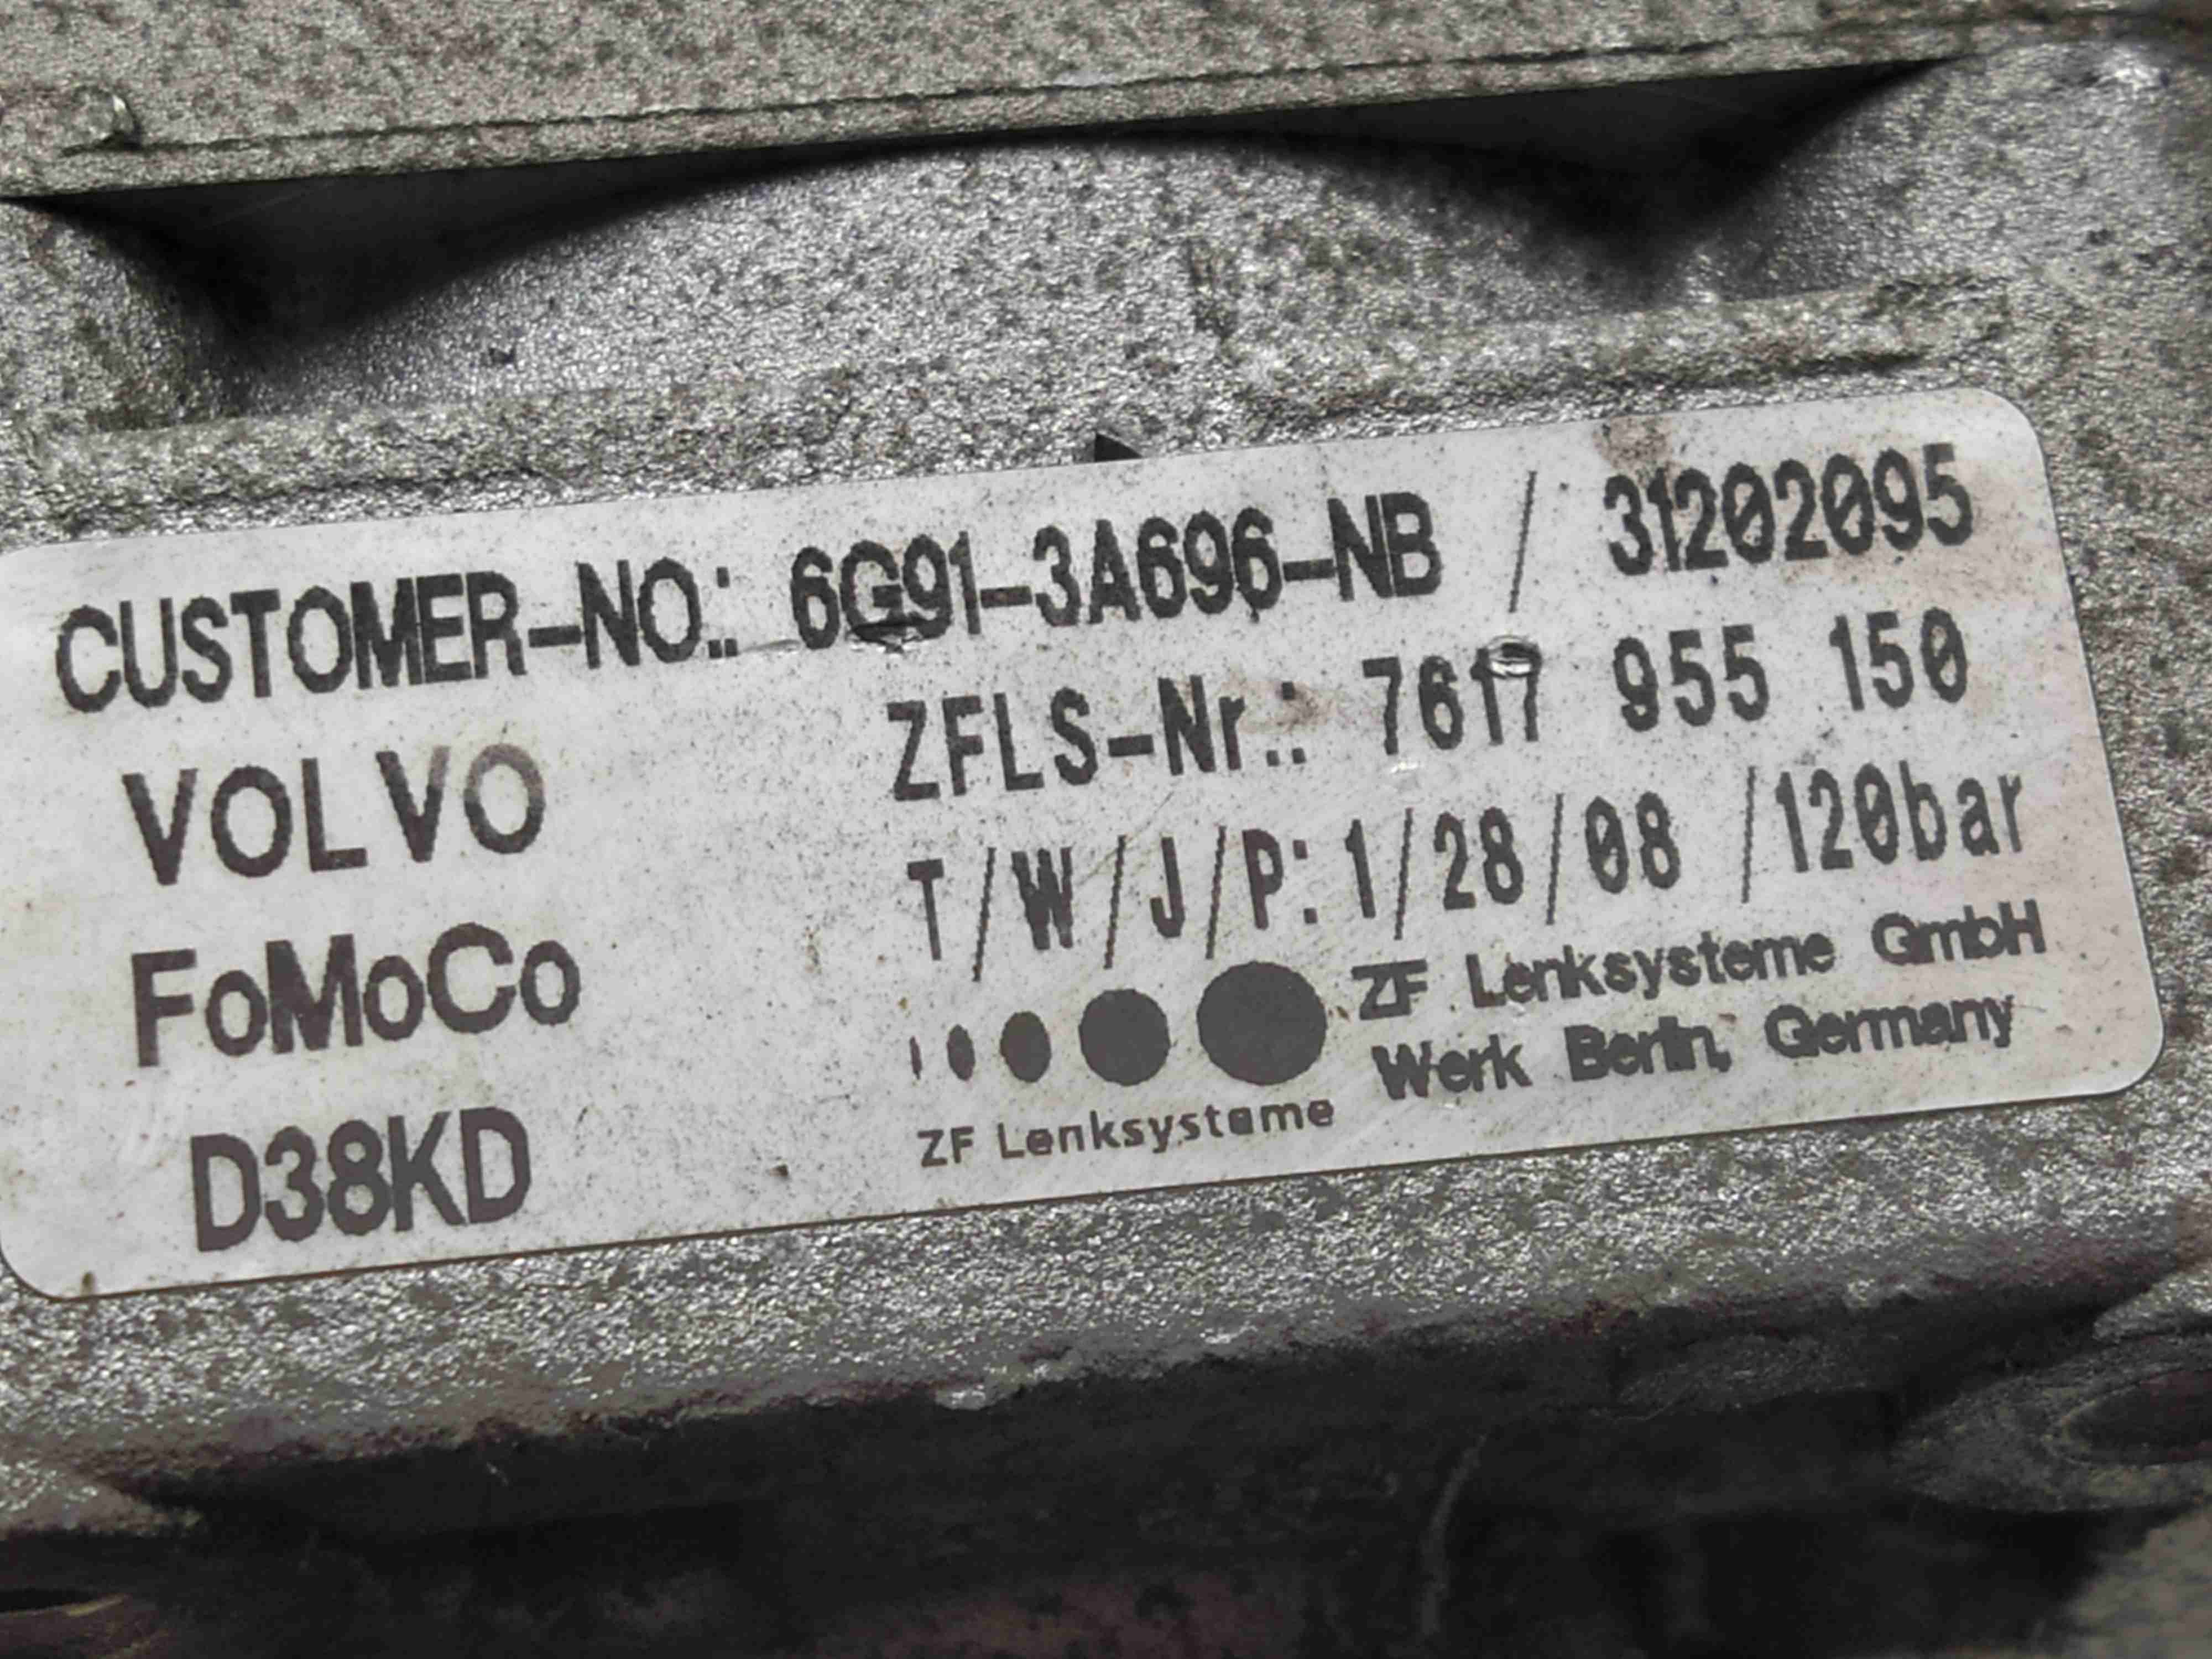 CUSTOMER-NO.: 6G91-3A696-NB / 31202095
VOLVO ZFLS-Nr.: 7617 955 150
FoMoCo T/W/J/P: 1/28/08 /120bar
D38KD ZF Lenksysteme
ZF Lenksysteme GmbH
Werk Berlin, Germany